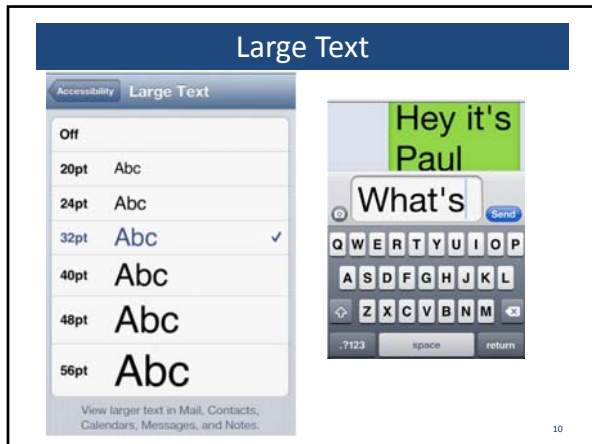 Large Text
Accessibility Large Text
Off
20pt Abc
24pt Abc
32pt Abc ✓
40pt Abc
48pt Abc
56pt Abc
View larger text in Mail, Contacts,
Calendars, Messages, and Notes.
Hey it's
Paul
What's
Send
Q W E R T Y U I O P
A S D F G H J K L
Z X C V B N M
.?123 space return
10